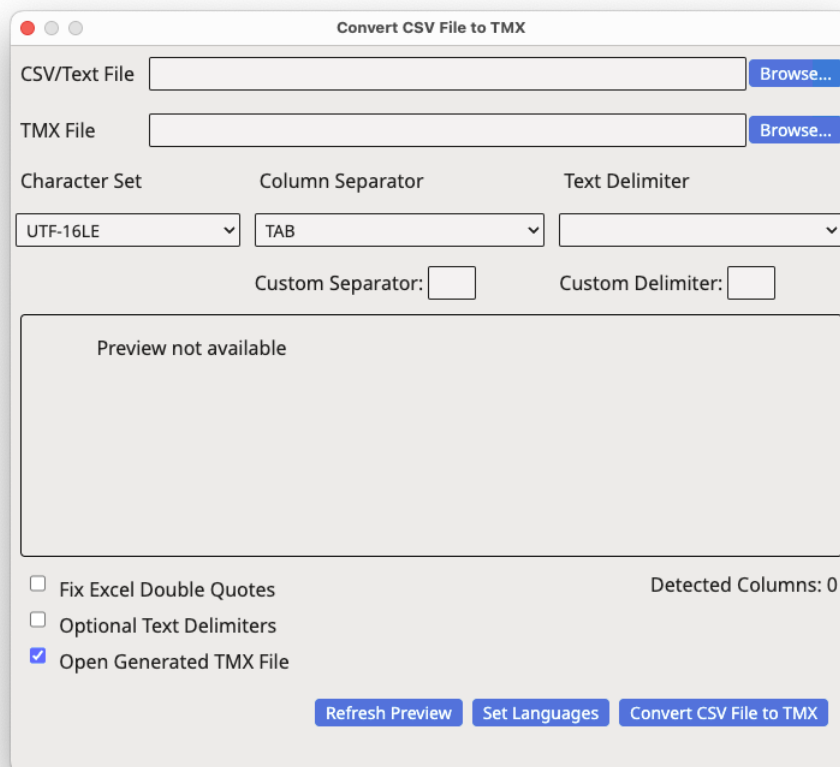 Convert CSV File to TMX
CSV/Text File Browse...
TMX File Browse...
Character Set Column Separator Text Delimiter
UTF-16LE TAB
Custom Separator: Custom Delimiter:
Preview not available
Fix Excel Double Quotes Detected Columns: 0
Optional Text Delimiters
Open Generated TMX File
Refresh Preview Set Languages Convert CSV File to TMX